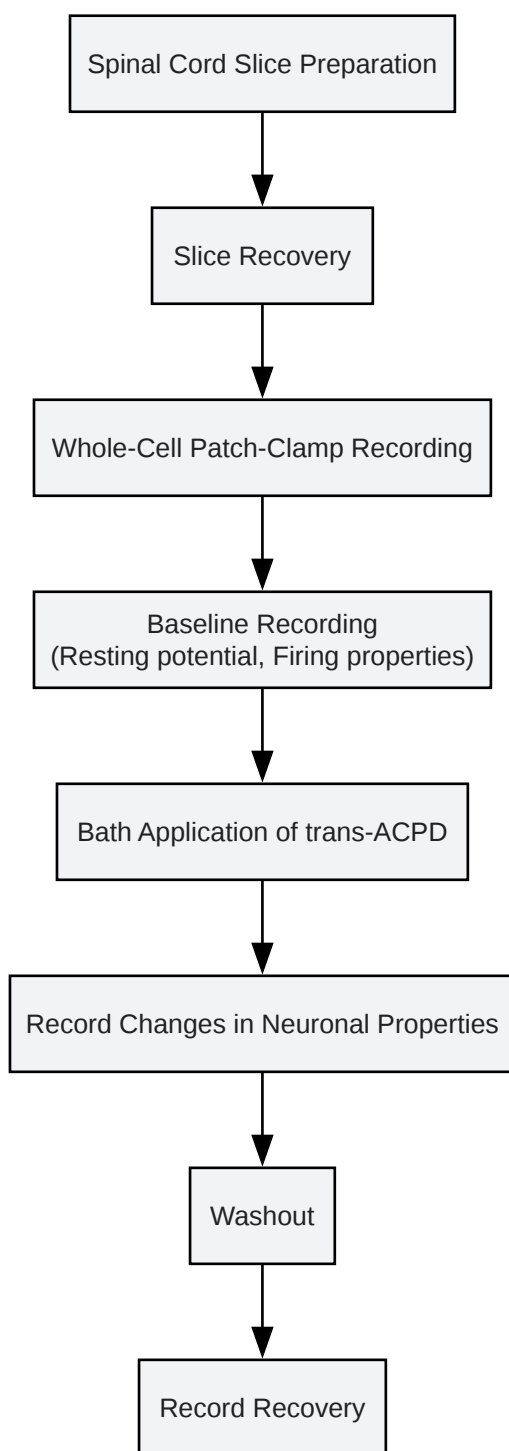 Spinal Cord Slice Preparation
Slice Recovery
Whole-Cell Patch-Clamp Recording
Baseline Recording
(Resting potential, Firing properties)
Bath Application of trans-ACPD
Record Changes in Neuronal Properties
Washout
Record Recovery